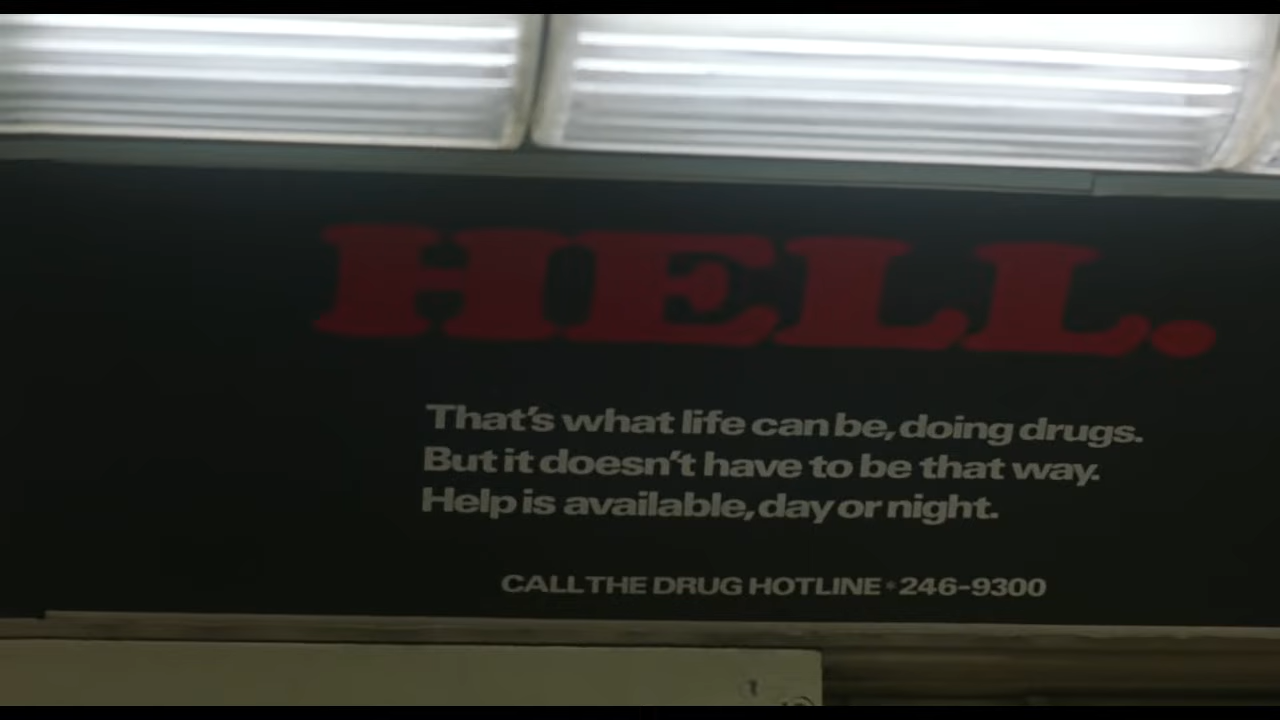 HELL.
That's what life can be, doing drugs.
But it doesn't have to be that way.
Help is available, day or night.
CALL THE DRUG HOTLINE • 246-9300